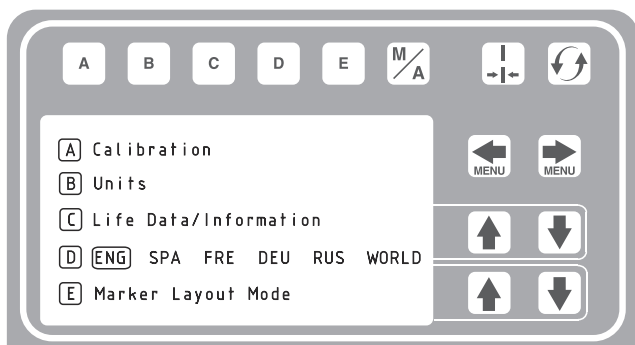 A B C D E M/A
A Calibration
B Units
C Life Data/Information
D ENG SPA FRE DEU RUS WORLD
E Marker Layout Mode
MENU MENU